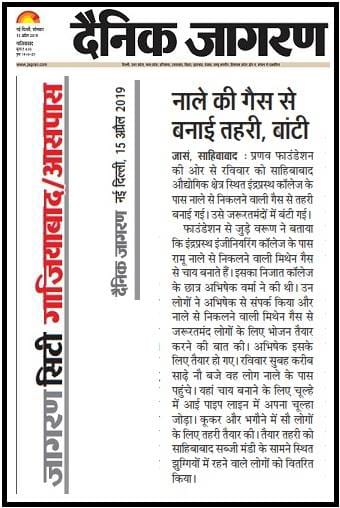 नई दिल्ली, सोमवार
15 अप्रैल 2019
दैनिक जागरण
www.jagran.com
जागरण सिटी गाजियाबाद/आसपास
दैनिक जागरण नई दिल्ली, 15 अप्रैल 2019
नाले की गैस से
बनाई तहरी, बांटी
जासं, साहिबाबाद : प्रणव फाउंडेशन
की ओर से रविवार को साहिबाबाद
औद्योगिक क्षेत्र स्थित इंद्रप्रस्थ कॉलेज के
पास नाले से निकलने वाली गैस से तहरी
बनाई गई। उसे जरूरतमंदों में बंटी गई।
फाउंडेशन से जुड़े वरूण ने बताया
कि इंद्रप्रस्थ इंजीनियरिंग कॉलेज के पास
रामू नाले से निकलने वाली मिथेन गैस
से चाय बनाते हैं। इसका निजात कॉलेज
के छात्र अभिषेक वर्मा ने की थी। उन
लोगों ने अभिषेक से संपर्क किया और
नाले से निकलने वाली मिथेन गैस से
जरूरतमंद लोगों के लिए भोजन तैयार
करने की बात की। अभिषेक इसके
लिए तैयार हो गए। रविवार सुबह करीब
साढ़े नौ बजे वह लोग नाले के पास
पहुंचे। यहां चाय बनाने के लिए चूल्हे
में आई पाइप लाइन में अपना चूल्हा
जोड़ा। कूकर और भगौने में सौ लोगों
के लिए तहरी तैयार की। तैयार तहरी को
साहिबाबाद सब्जी मंडी के सामने स्थित
झुग्गियों में रहने वाले लोगों को वितरित
किया।